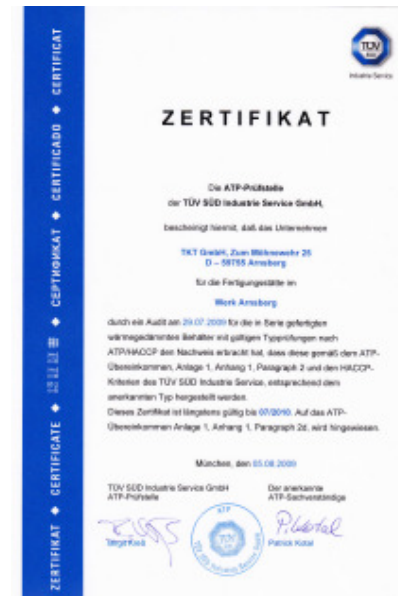 ZERTIFIKAT ◆ CERTIFICATE ◆ ◆ СЕРТИФИКАТ ◆ CERTIFICADO ◆ CERTIFICAT
TÜV
Industrie Service
ZERTIFIKAT
Die ATP-Prüfstelle
der TÜV SÜD Industrie Service GmbH,
bescheinigt hiermit, daß das Unternehmen
TKT GmbH, Zum Möhnewehr 25
D – 59755 Arnsberg
für die Fertigungsstätte im
Werk Arnsberg
durch ein Audit am 29.07.2009 für die in Serie gefertigten
wärmegedämmten Behälter mit gültigen Typprüfungen nach
ATP/HACCP den Nachweis erbracht hat, dass diese gemäß dem ATP-
Übereinkommen, Anlage 1, Anhang 1, Paragraph 2 und den HACCP-
Kriterien des TÜV SÜD Industrie Service, entsprechend dem
anerkannten Typ hergestellt werden.
Dieses Zertifikat ist längstens gültig bis 07/2010. Auf das ATP-
Übereinkommen Anlage 1, Anhang 1, Paragraph 2d, wird hingewiesen.
München, den 05.08.2009
TÜV SÜD Industrie Service GmbH
ATP-Prüfstelle
Der anerkannte
ATP-Sachverständige
ATP
TÜV
Patrick Kotal